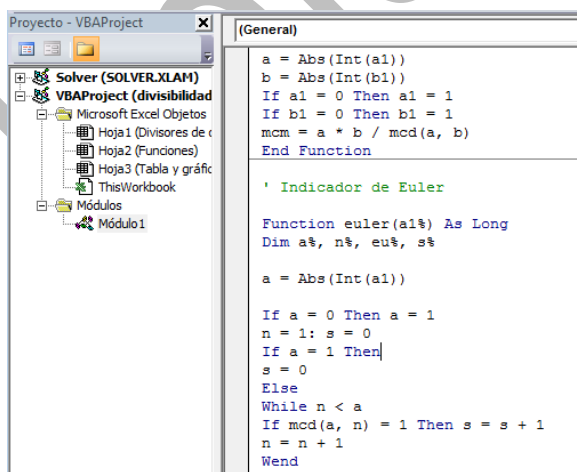 Proyecto - VBAProject
Solver (SOLVER.XLAM)
VBAProject (divisibilidad
Microsoft Excel Objetos
Hoja1 (Divisores de
Hoja2 (Funciones)
Hoja3 (Tabla y gráfic
ThisWorkbook
Módulos
Módulo1
(General)
a = Abs(Int(a1))
b = Abs(Int(b1))
If a1 = 0 Then a1 = 1
If b1 = 0 Then b1 = 1
mcm = a * b / mcd(a, b)
End Function
' Indicador de Euler
Function euler(a1%) As Long
Dim a%, n%, eu%, s%
a = Abs(Int(a1))
If a = 0 Then a = 1
n = 1: s = 0
If a = 1 Then
s = 0
Else
While n < a
If mcd(a, n) = 1 Then s = s + 1
n = n + 1
Wend